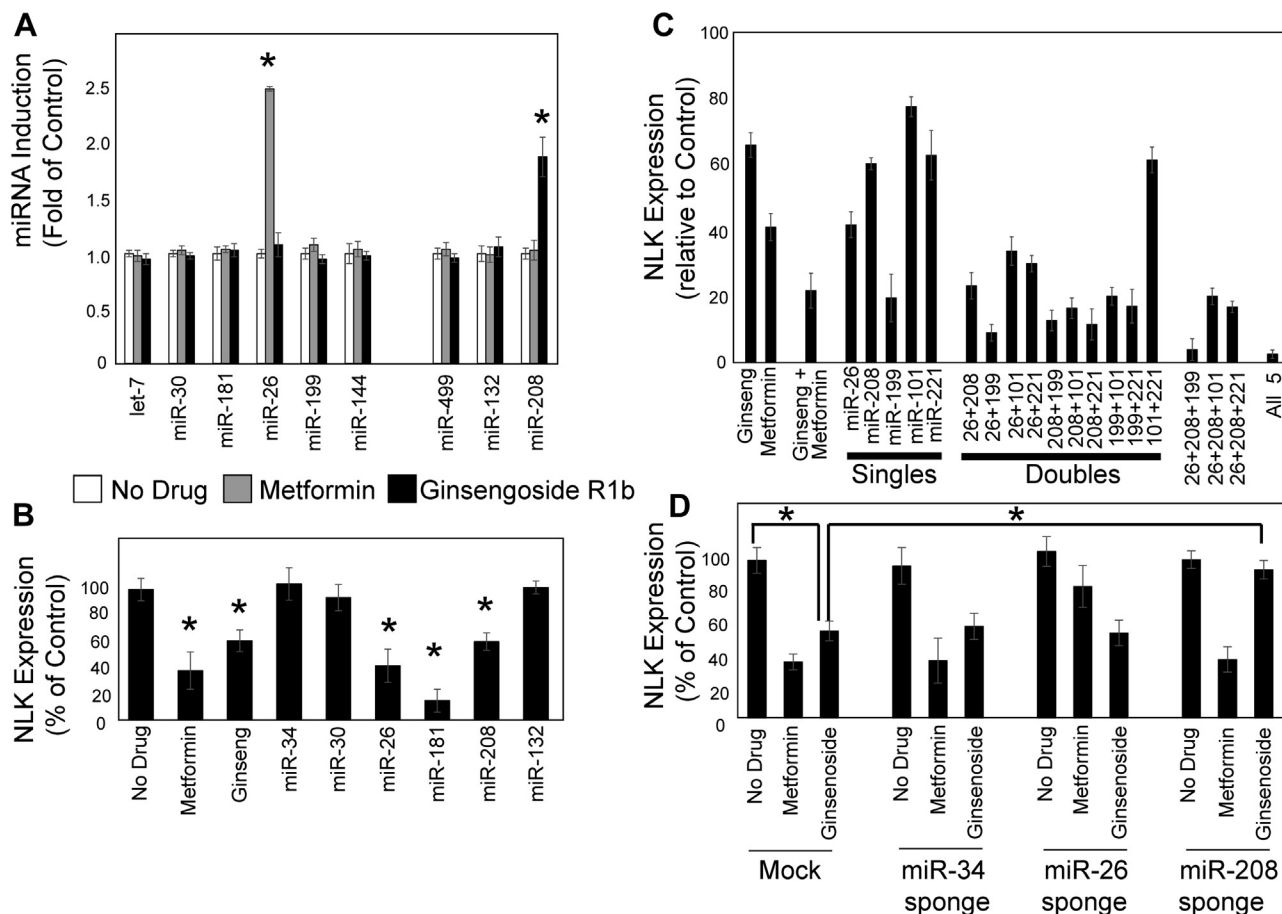 A
miRNA Induction
(Fold of Control)
2.5
2.0
1.5
1.0
0.5
0
*
*
let-7
miR-30
miR-181
miR-26
miR-199
miR-144
miR-499
miR-132
miR-208
No Drug
Metformin
Ginsengoside R1b
B
NLK Expression
(% of Control)
100
80
60
40
20
0
*
*
*
*
*
No Drug
Metformin
Ginseng
miR-34
miR-30
miR-26
miR-181
miR-208
miR-132
C
NLK Expression
(relative to Control)
100
80
60
40
20
0
Ginseng
Metformin
Ginseng +
Metformin
miR-26
miR-208
miR-199
miR-101
miR-221
Singles
26+208
26+199
26+101
26+221
208+199
208+101
208+221
199+101
199+221
101+221
Doubles
26+208+199
26+208+101
26+208+221
All 5
D
NLK Expression
(% of Control)
100
80
60
40
20
0
*
*
No Drug
Metformin
Ginsenoside
No Drug
Metformin
Ginsenoside
No Drug
Metformin
Ginsenoside
No Drug
Metformin
Ginsenoside
Mock
miR-34
sponge
miR-26
sponge
miR-208
sponge